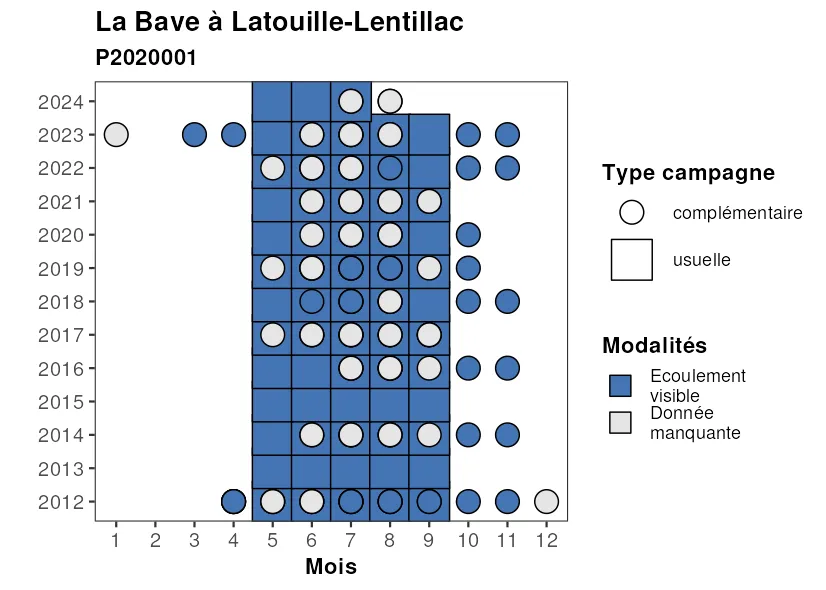 La Bave à Latouille-Lentillac
P2020001
2024
2023
2022
2021
2020
2019
2018
2017
2016
2015
2014
2013
2012
1 2 3 4 5 6 7 8 9 10 11 12
Mois
Type campagne
complémentaire
usuelle
Modalités
Ecoulement
visible
Donnée
manquante